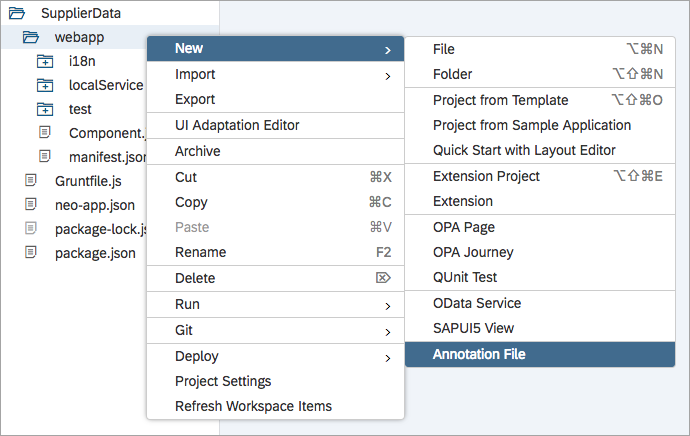 SupplierData
webapp
i18n
localService
test
Component.j
manifest.json
Gruntfile.js
neo-app.json
package-lock.js
package.json
New
Import
Export
UI Adaptation Editor
Archive
Cut ⌘X
Copy ⌘C
Paste ⌘V
Rename F2
Delete ⌦
Run
Git
Deploy
Project Settings
Refresh Workspace Items
File ⌥⌘N
Folder ⌥⇧⌘N
Project from Template ⌥⇧⌘O
Project from Sample Application
Quick Start with Layout Editor
Extension Project ⌥⇧⌘E
Extension
OPA Page
OPA Journey
QUnit Test
OData Service
SAPUI5 View
Annotation File